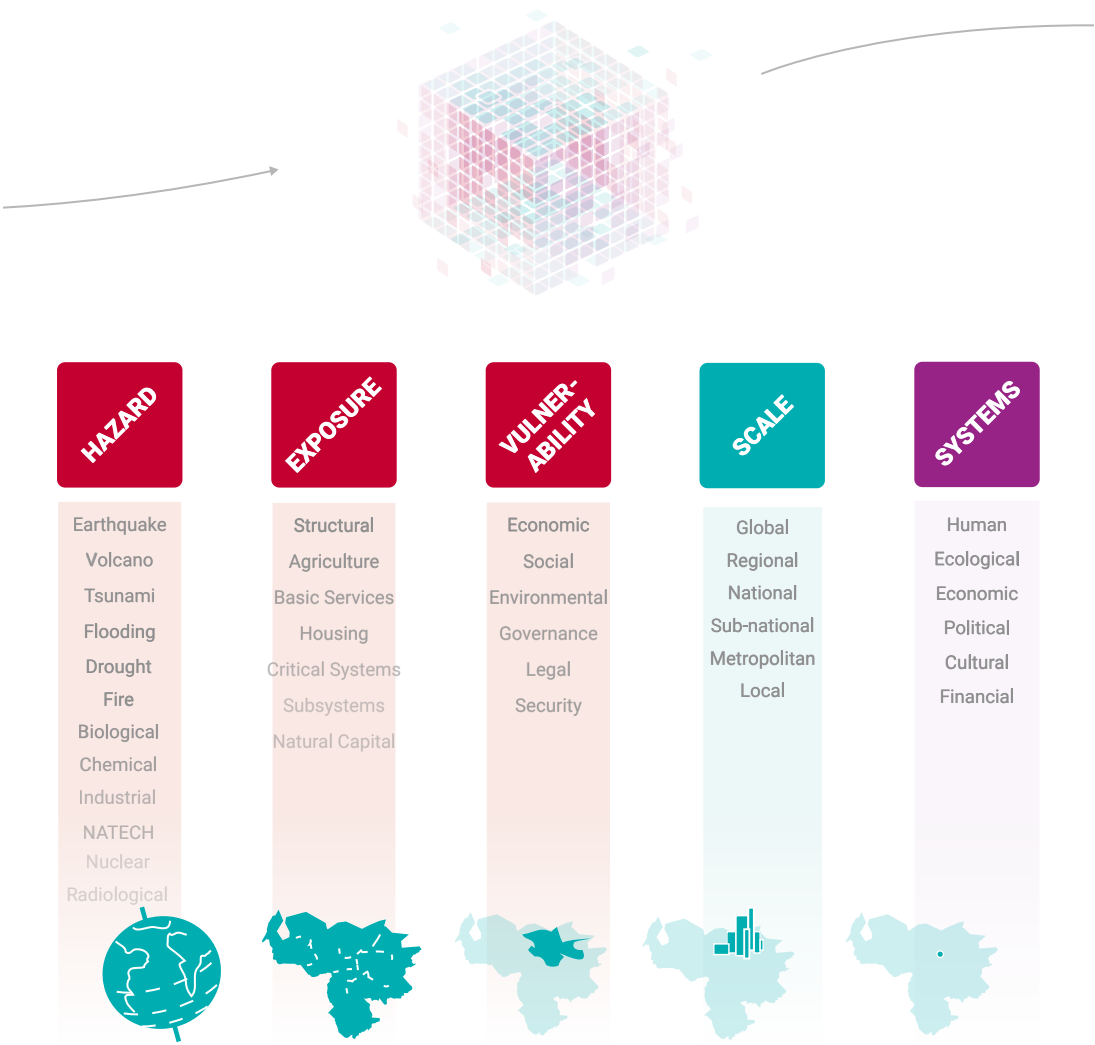 HAZARD
Earthquake
Volcano
Tsunami
Flooding
Drought
Fire
Biological
Chemical
Industrial
NATECH
Nuclear
Radiological
EXPOSURE
Structural
Agriculture
Basic Services
Housing
Critical Systems
Subsystems
Natural Capital
VULNER-
ABILITY
Economic
Social
Environmental
Governance
Legal
Security
SCALE
Global
Regional
National
Sub-national
Metropolitan
Local
SYSTEMS
Human
Ecological
Economic
Political
Cultural
Financial